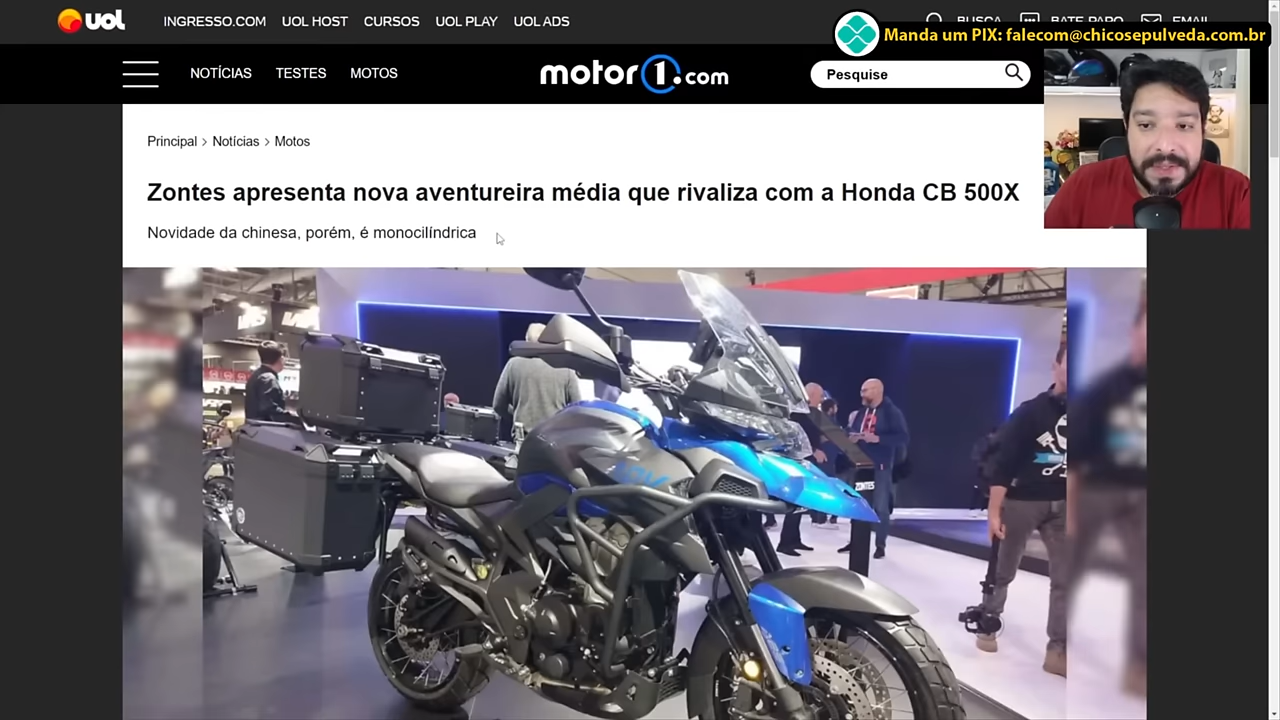 uol
INGRESSO.COM UOL HOST CURSOS UOL PLAY UOL ADS
BUSCA BATE PAPO EMAIL
Manda um PIX: falecom@chicosepulveda.com.br
NOTÍCIAS TESTES MOTOS
motor1.com
Pesquise
Principal > Notícias > Motos
Zontes apresenta nova aventureira média que rivaliza com a Honda CB 500X
Novidade da chinesa, porém, é monocilíndrica
ZONTES